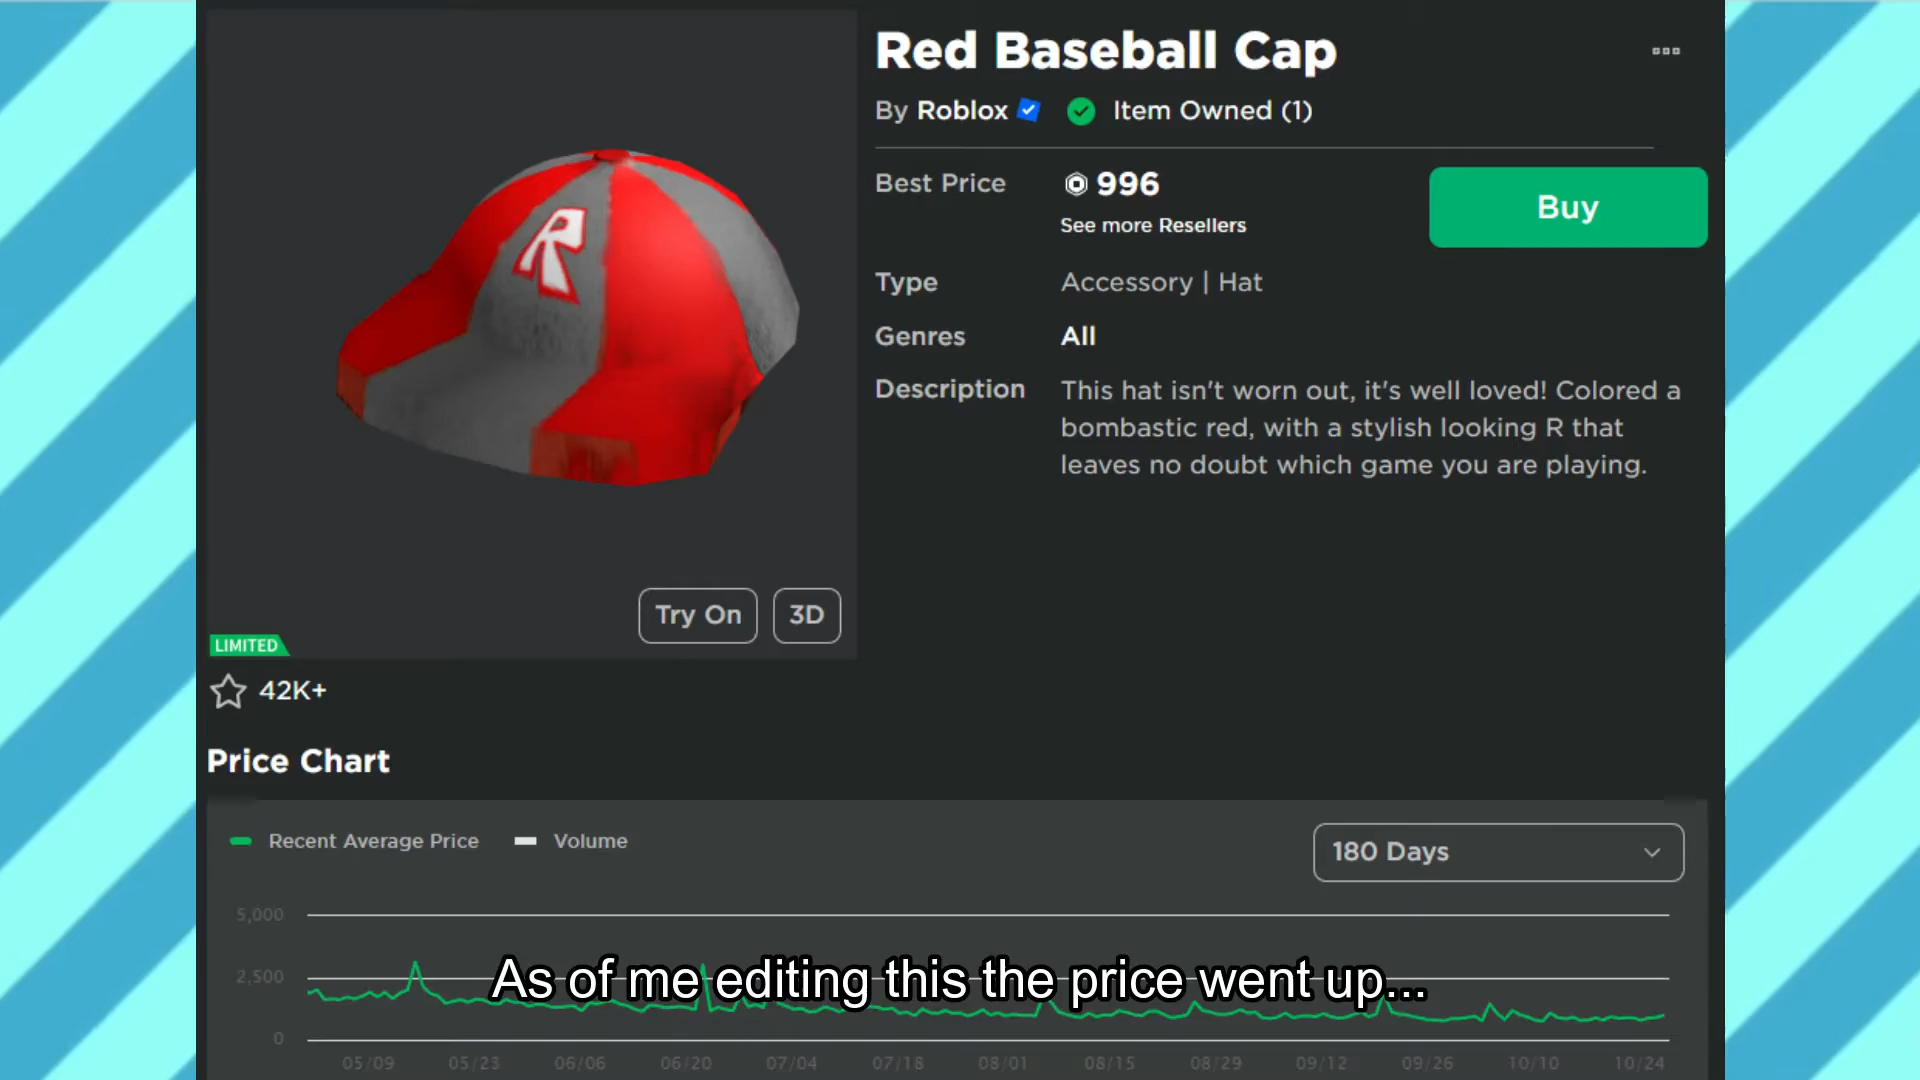 Red Baseball Cap
By Roblox Item Owned (1)
Best Price 996
Buy
See more Resellers
Type Accessory | Hat
Genres All
Description This hat isn't worn out, it's well loved! Colored a
bombastic red, with a stylish looking R that
leaves no doubt which game you are playing.
R
Try On 3D
LIMITED
42K+
Price Chart
Recent Average Price Volume
180 Days
5,000
2,500
As of me editing this the price went up...
0
05/09 05/23 06/06 06/20 07/04 07/18 08/01 08/15 08/29 09/12 09/26 10/10 10/24